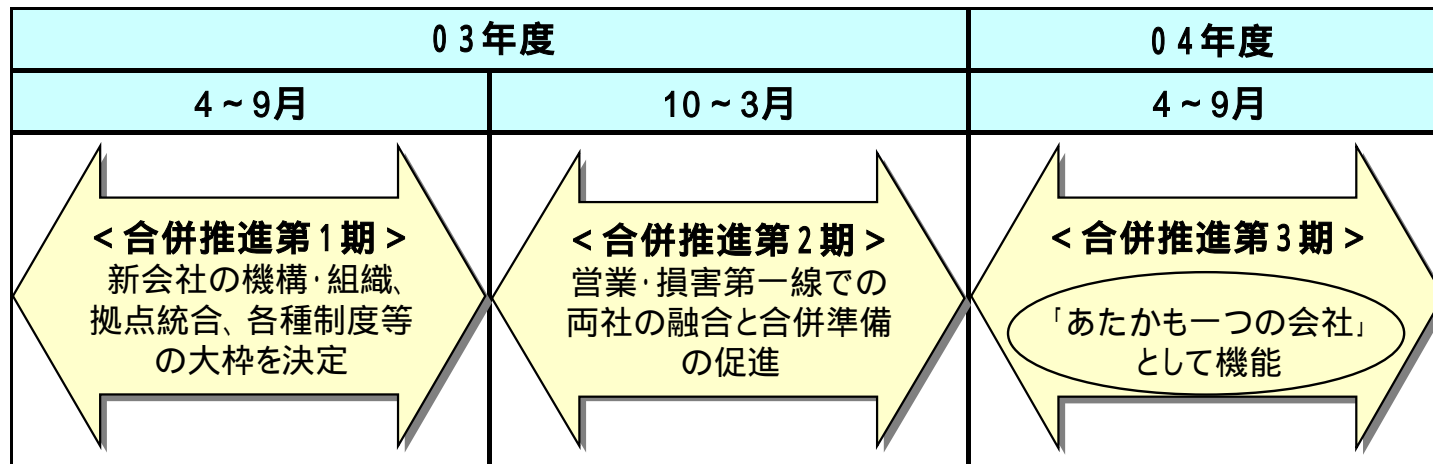 03年度
04年度
4～9月
10～3月
4～9月
<合併推進第1期>
新会社の機構･組織、
拠点統合、各種制度等
の大枠を決定
<合併推進第2期>
営業･損害第一線での
両社の融合と合併準備
の促進
<合併推進第3期>
「あたかも一つの会社」
として機能